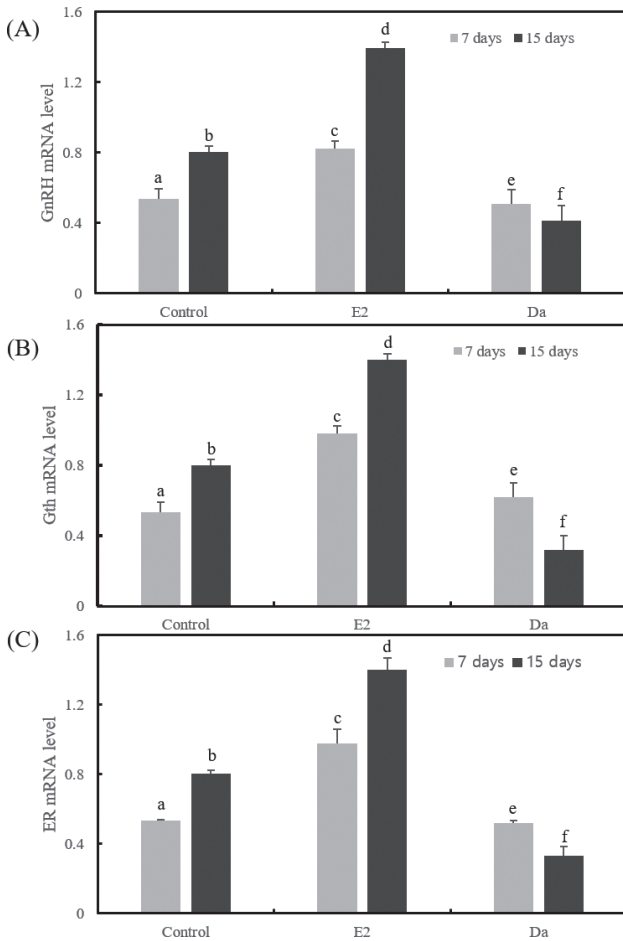 (A)
GnRH mRNA level
1.6
1.2
0.8
0.4
0
7 days 15 days
a b c d e f
Control E2 Da
(B)
Gth mRNA level
1.6
1.2
0.8
0.4
0
7 days 15 days
a b c d e f
Control E2 Da
(C)
ER mRNA level
1.6
1.2
0.8
0.4
0
7 days 15 days
a b c d e f
Control E2 Da